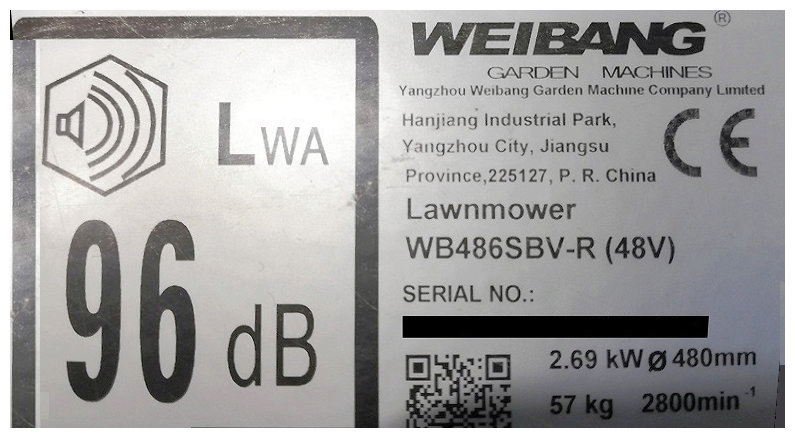 LWA
96 dB
WEIBANG®
GARDEN MACHINES
Yangzhou Weibang Garden Machine Company Limited
Hanjiang Industrial Park,
Yangzhou City, Jiangsu
Province,225127, P. R. China
CE
Lawnmower
WB486SBV-R (48V)
SERIAL NO.:
2.69 kW Ø 480mm
57 kg 2800min⁻¹